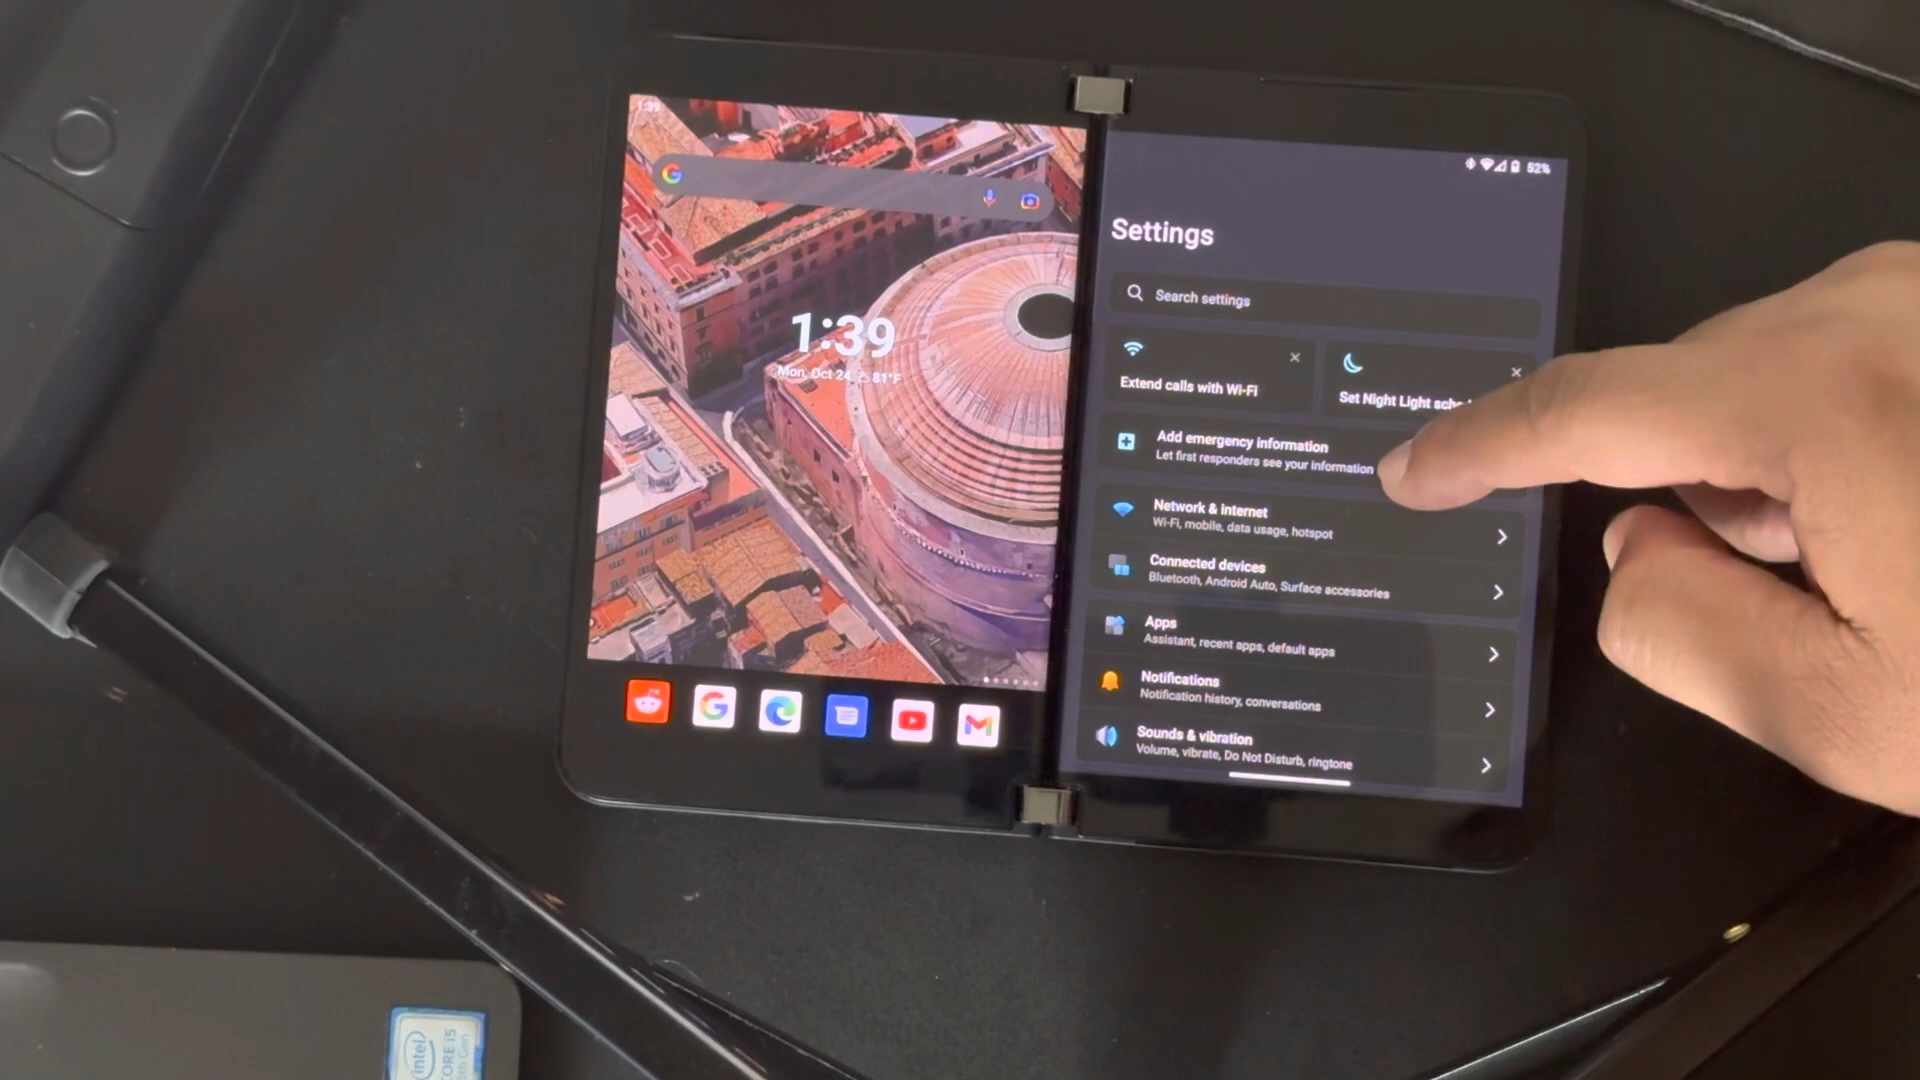 1:39
1:39
Mon, Oct 24 81°F
52%
Settings
Search settings
Extend calls with Wi-Fi
Set Night Light
Add emergency information
Let first responders see your information
Network & internet
Wi-Fi, mobile, data usage, hotspot
Connected devices
Bluetooth, Android Auto, Surface accessories
Apps
Assistant, recent apps, default apps
Notifications
Notification history, conversations
Sounds & vibration
Volume, vibrate, Do Not Disturb, ringtone
intel
CORE i5
Gen